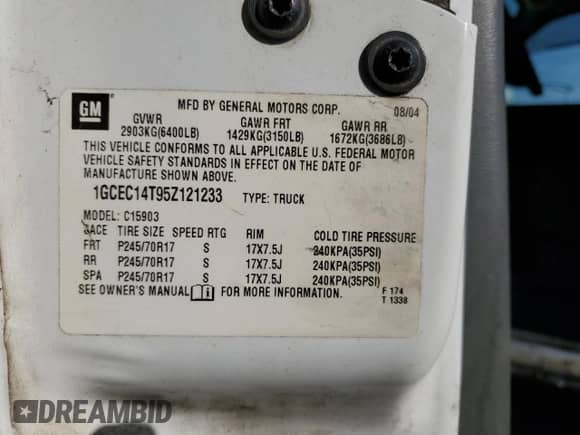 GM
MFD BY GENERAL MOTORS CORP. 08/04
GVWR GAWR FRT GAWR RR
2903KG(6400LB) 1429KG(3150LB) 1672KG(3686LB)
THIS VEHICLE CONFORMS TO ALL APPLICABLE U.S. FEDERAL MOTOR
VEHICLE SAFETY STANDARDS IN EFFECT ON THE DATE OF
MANUFACTURE SHOWN ABOVE.
1GCEC14T95Z121233 TYPE: TRUCK
MODEL: C15903
TIRE SIZE SPEED RTG RIM COLD TIRE PRESSURE
FRT P245/70R17 S 17X7.5J 240KPA(35PSI)
RR P245/70R17 S 17X7.5J 240KPA(35PSI)
SPA P245/70R17 S 17X7.5J 240KPA(35PSI)
SEE OWNER'S MANUAL FOR MORE INFORMATION.
F 174
T 1338
DREAMBID